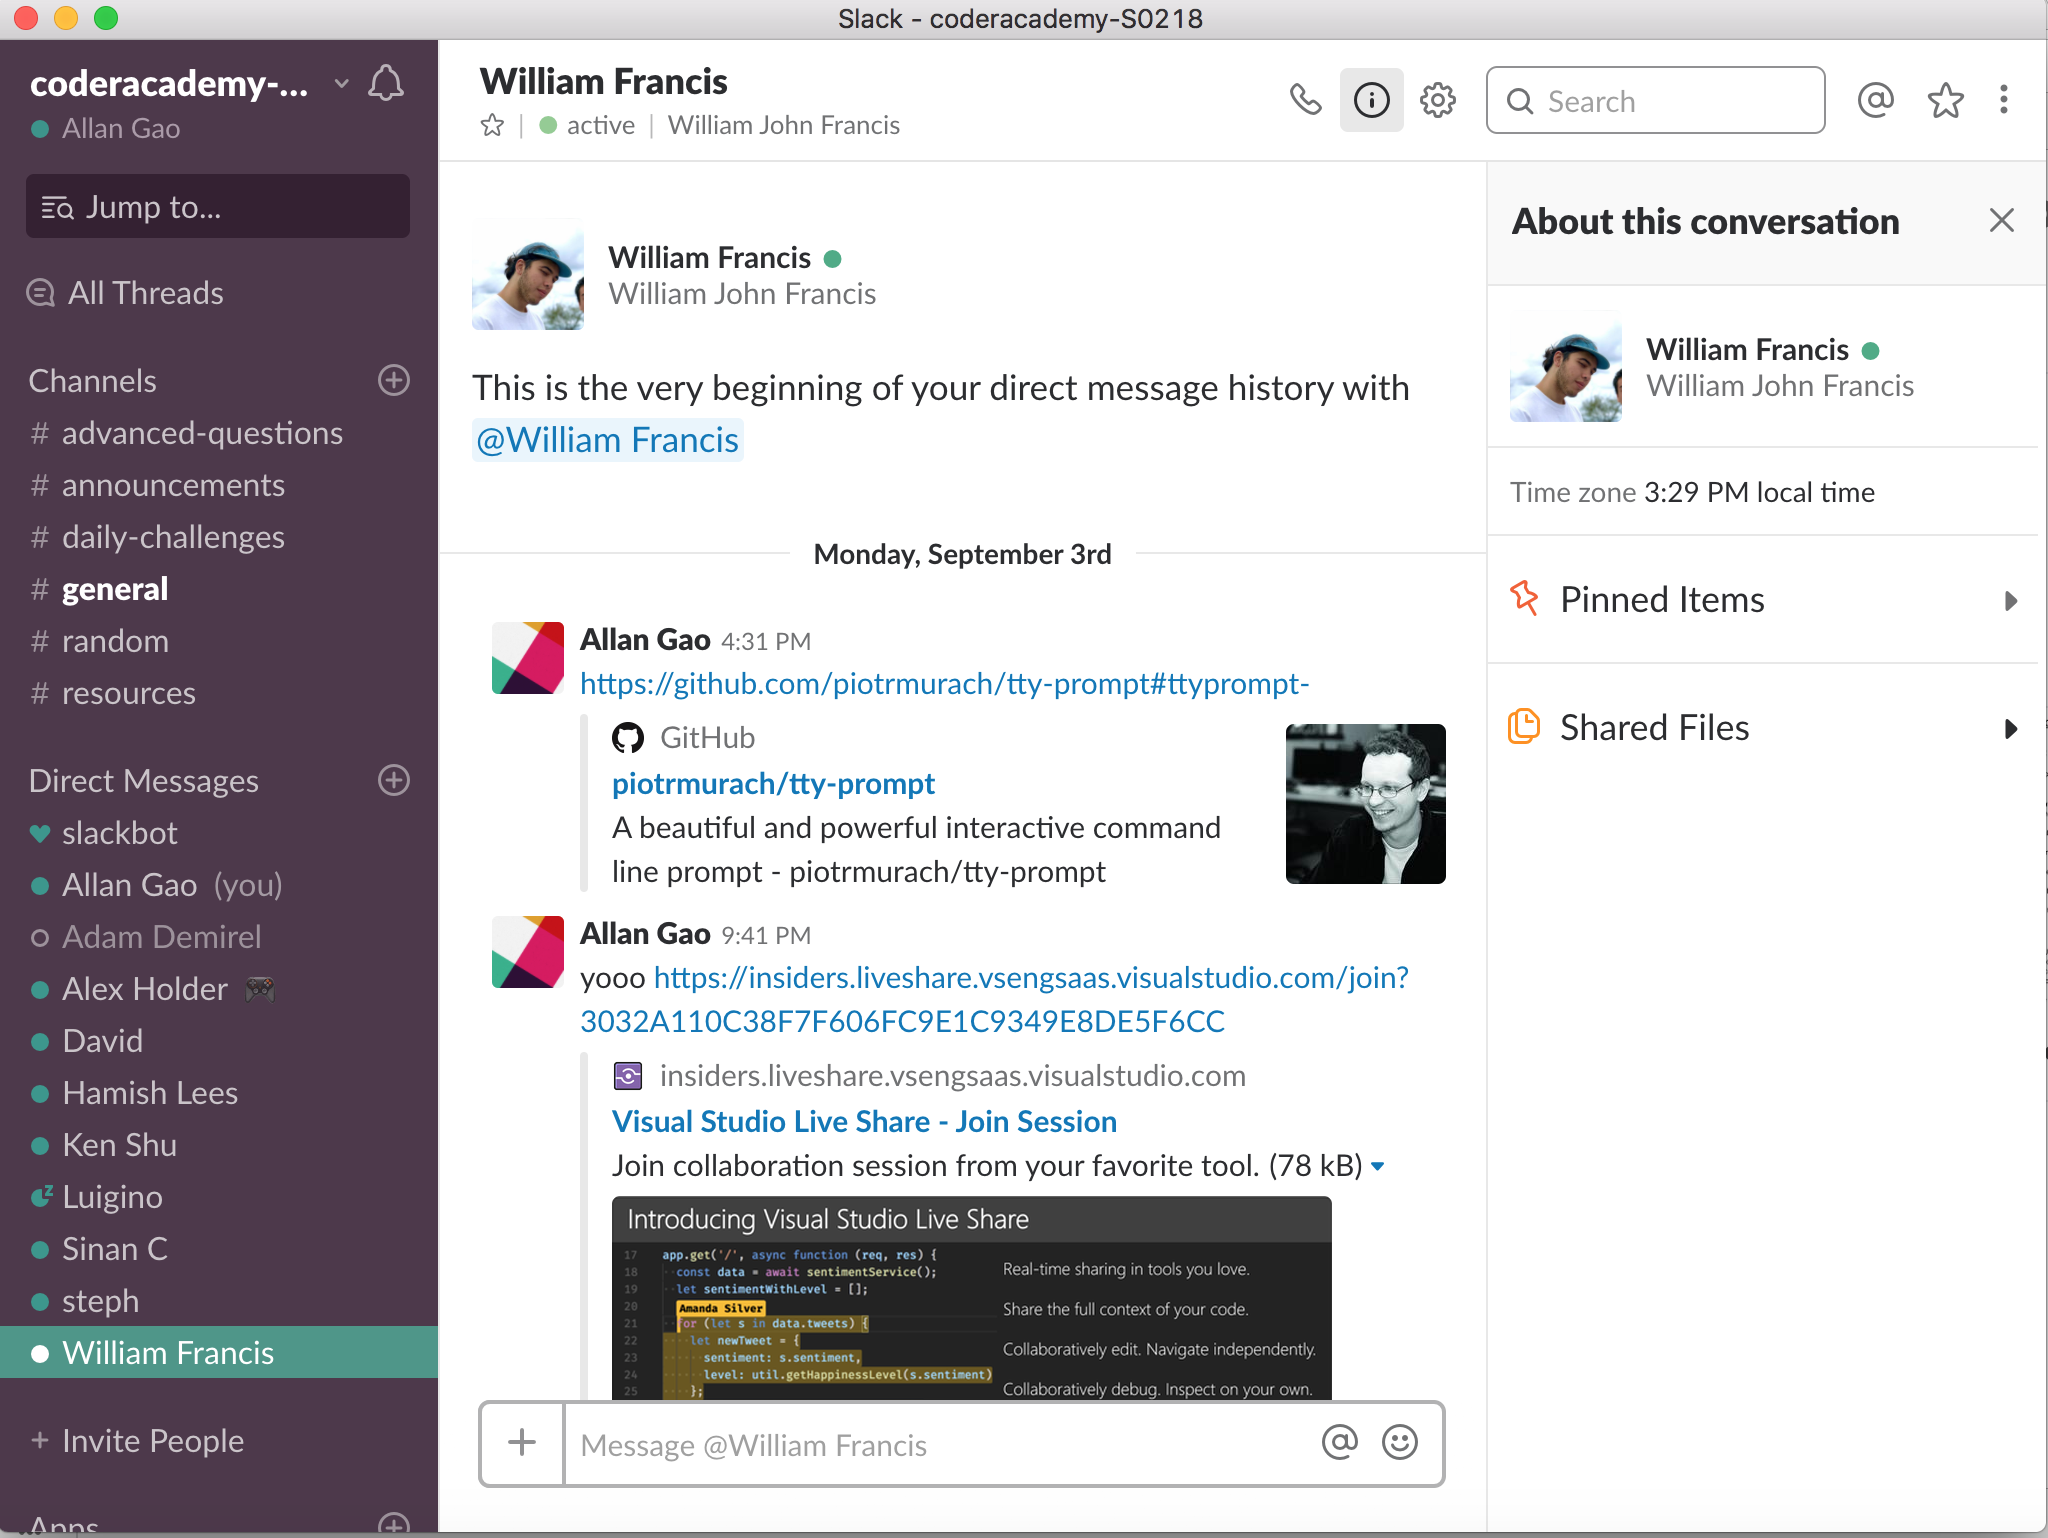 Slack - coderacademy-S0218
coderacademy-...
Allan Gao
Jump to...
All Threads
Channels
# advanced-questions
# announcements
# daily-challenges
# general
# random
# resources
Direct Messages
slackbot
Allan Gao (you)
Adam Demirel
Alex Holder
David
Hamish Lees
Ken Shu
Luigino
Sinan C
steph
William Francis
+ Invite People
Apps
William Francis
active | William John Francis
Search
William Francis
William John Francis
This is the very beginning of your direct message history with
@William Francis
Monday, September 3rd
Allan Gao 4:31 PM
https://github.com/piotrmurach/tty-prompt#ttyprompt-
GitHub
piotrmurach/tty-prompt
A beautiful and powerful interactive command
line prompt - piotrmurach/tty-prompt
Allan Gao 9:41 PM
yooo https://insiders.liveshare.vsengsaas.visualstudio.com/join?
3032A110C38F7F606FC9E1C9349E8DE5F6CC
insiders.liveshare.vsengsaas.visualstudio.com
Visual Studio Live Share - Join Session
Join collaboration session from your favorite tool. (78 kB)
Introducing Visual Studio Live Share
17 app.get('/', async function (req, res) {
18 const data = await sentimentService();
19 let sentimentWithLevel = [];
20 Amanda Silver
21 for (let s in data.tweets) {
22 let newTweet = {
23 sentiment: s.sentiment,
24 level: util.getHappinessLevel(s.sentiment)
25 };
Real-time sharing in tools you love.
Share the full context of your code.
Collaboratively edit. Navigate independently.
Collaboratively debug. Inspect on your own.
Message @William Francis
About this conversation
William Francis
William John Francis
Time zone 3:29 PM local time
Pinned Items
Shared Files